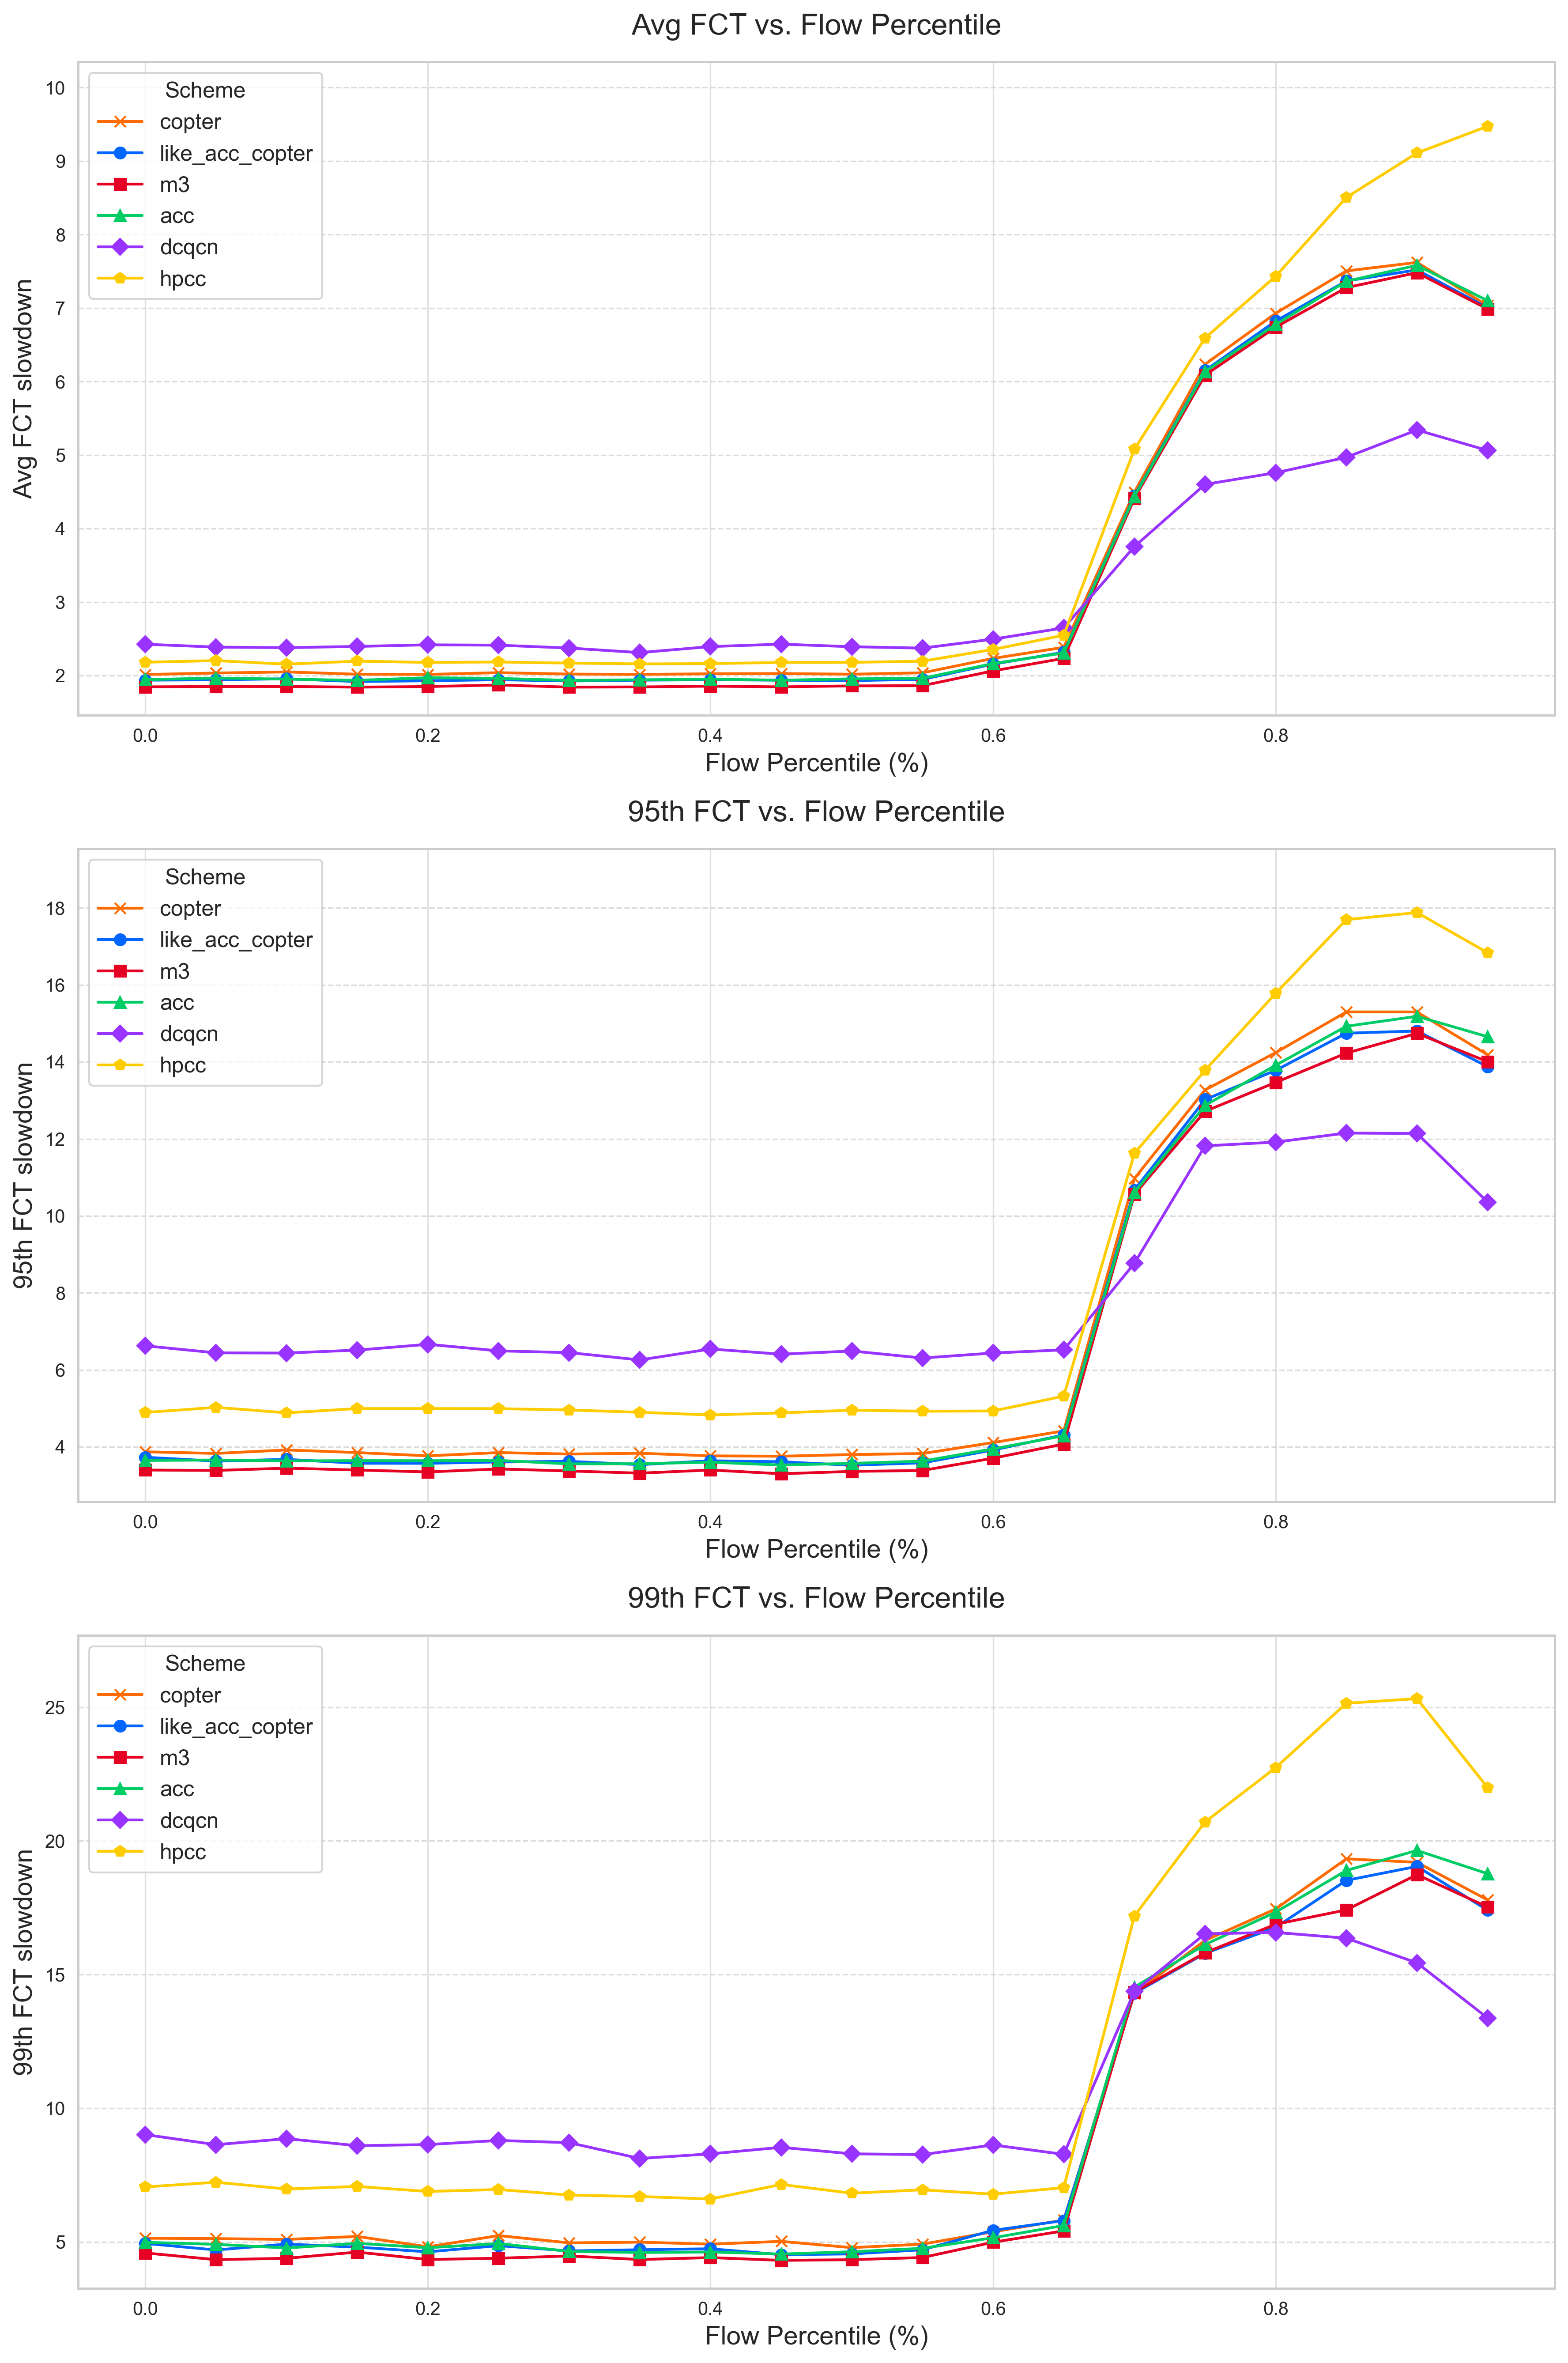 Avg FCT vs. Flow Percentile
Avg FCT slowdown
10
9
8
7
6
5
4
3
2
Scheme
copter
like_acc_copter
m3
acc
dcqcn
hpcc
0.0 0.2 0.4 0.6 0.8
Flow Percentile (%)
95th FCT vs. Flow Percentile
95th FCT slowdown
18
16
14
12
10
8
6
4
Scheme
copter
like_acc_copter
m3
acc
dcqcn
hpcc
0.0 0.2 0.4 0.6 0.8
Flow Percentile (%)
99th FCT vs. Flow Percentile
99th FCT slowdown
25
20
15
10
5
Scheme
copter
like_acc_copter
m3
acc
dcqcn
hpcc
0.0 0.2 0.4 0.6 0.8
Flow Percentile (%)